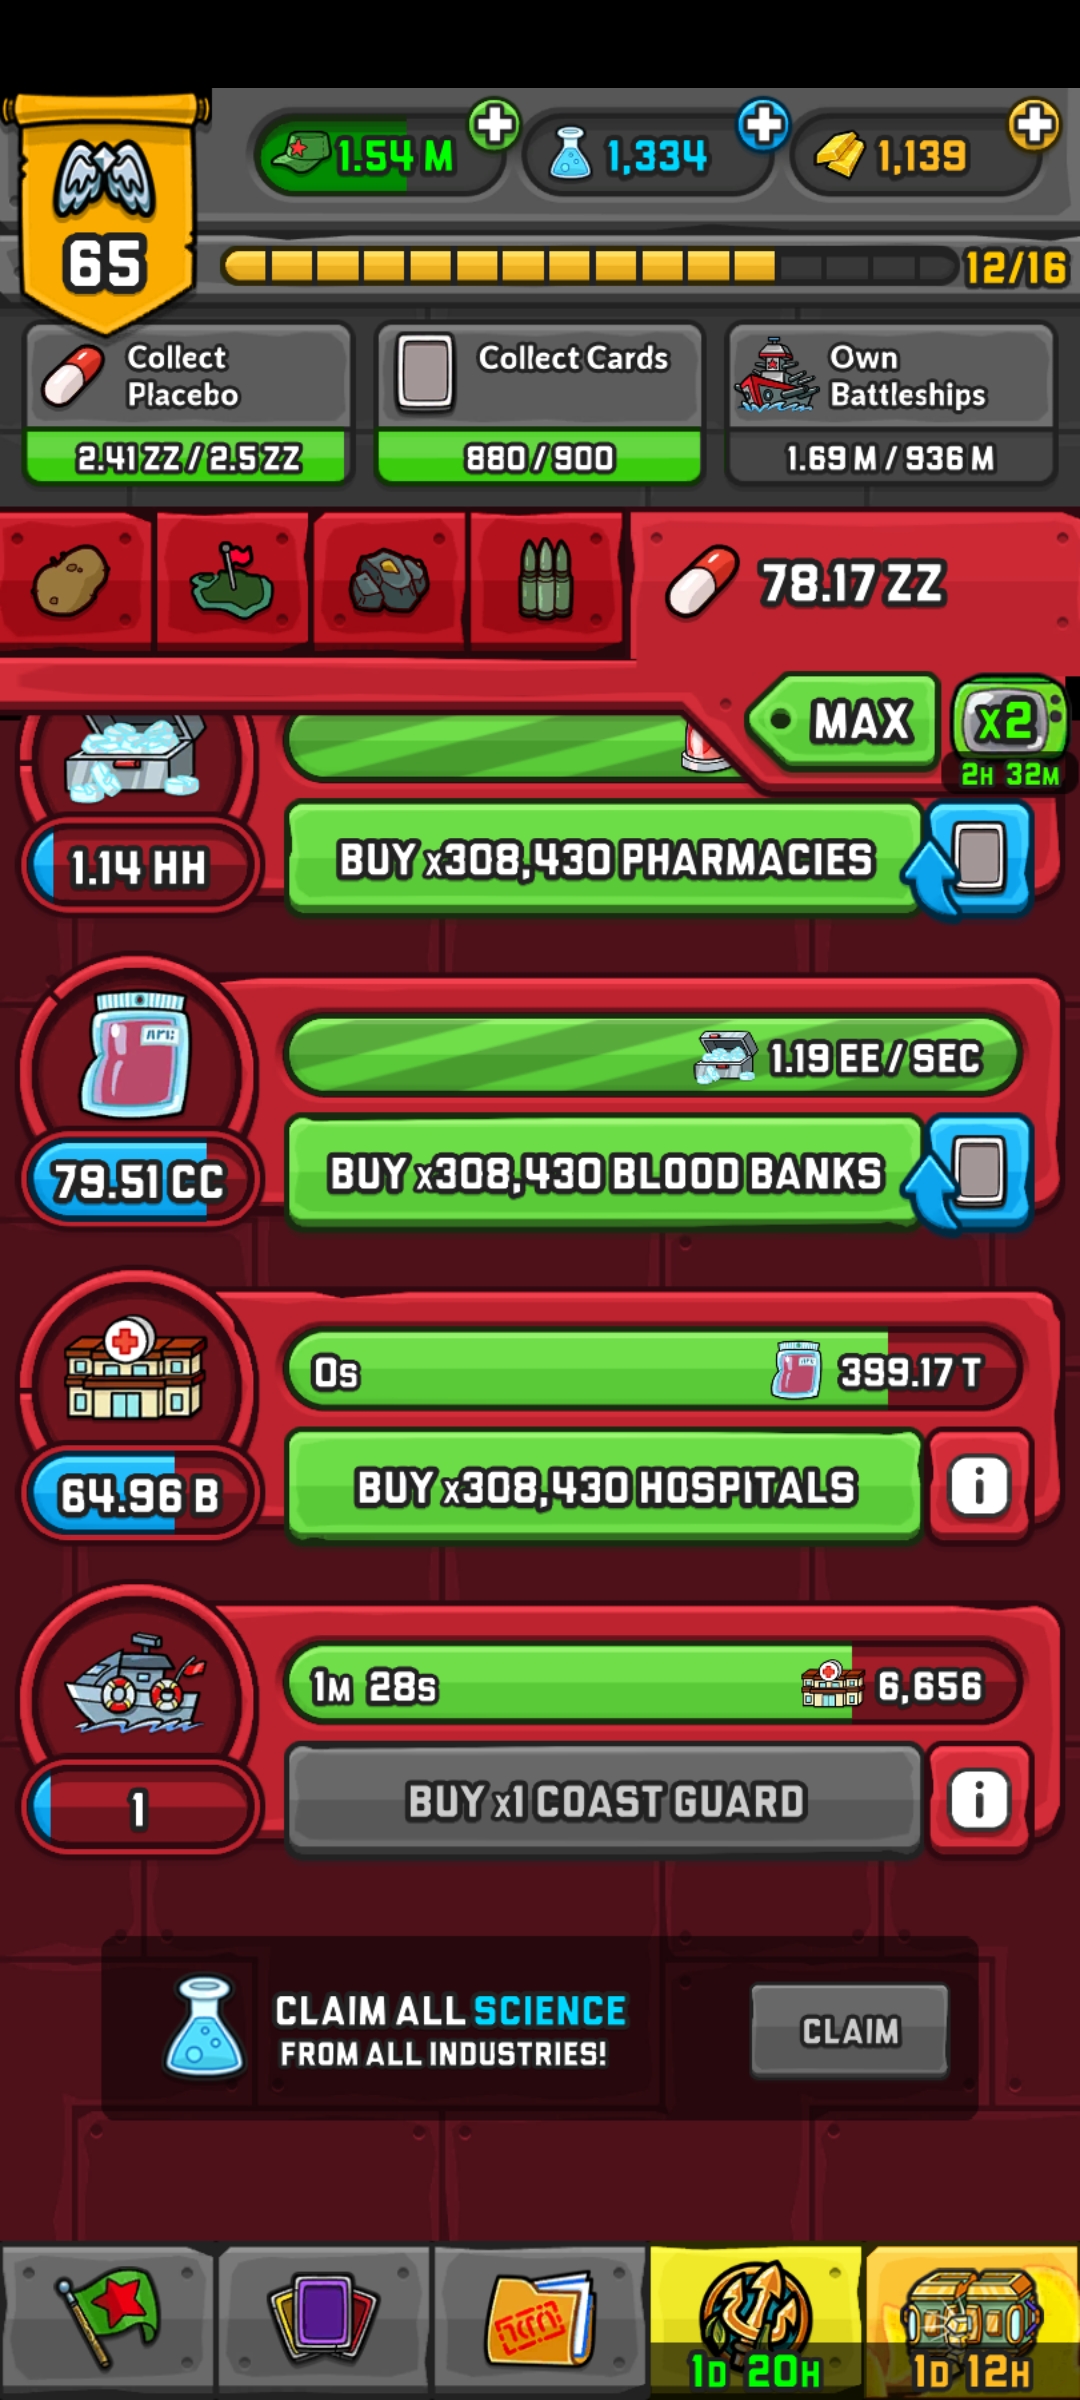 1.54 M
1,334
1,139
65
12/16
Collect
Placebo
2.41 ZZ / 2.5 ZZ
Collect Cards
880 / 900
Own
Battleships
1.69 M / 936 M
78.17 ZZ
MAX
x2
2H 32M
1.14 HH
BUY x308,430 PHARMACIES
1.19 EE / SEC
79.51 CC
BUY x308,430 BLOOD BANKS
0s
399.17 T
64.96 B
BUY x308,430 HOSPITALS
i
1M 28s
6,656
1
BUY x1 COAST GUARD
i
CLAIM ALL SCIENCE
FROM ALL INDUSTRIES!
CLAIM
1D 20H
1D 12H